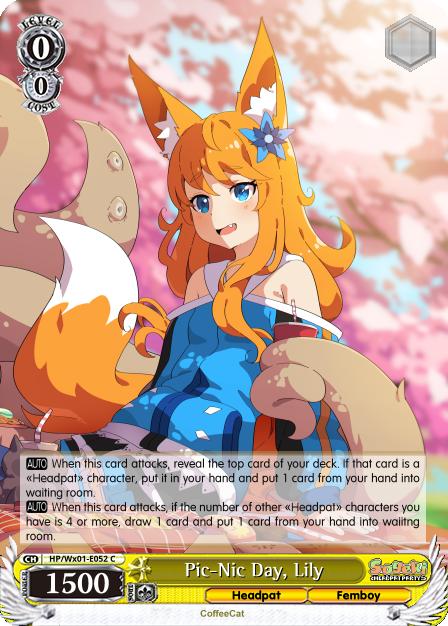 LEVEL
0
0
COST
AUTO When this card attacks, reveal the top card of your deck. If that card is a
«Headpat» character, put it in your hand and put 1 card from your hand into
waiting room.
AUTO When this card attacks, if the number of other «Headpat» characters you
you have is 4 or more, draw 1 card and put 1 card from your hand into waiitng
room.
CH HP/Wx01-E052 C
POWER 1500 SOUL Pic-Nic Day, Lily
Headpat Femboy
CoffeeCat